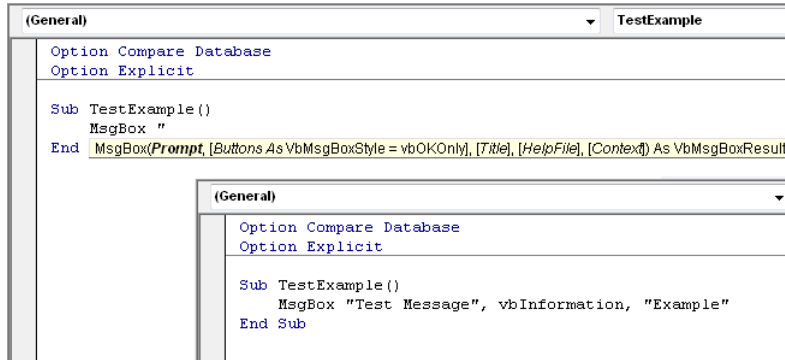 (General) TestExample
Option Compare Database
Option Explicit
Sub TestExample()
MsgBox "
End MsgBox(Prompt, [Buttons As VbMsgBoxStyle = vbOKOnly], [Title], [HelpFile], [Context]) As VbMsgBoxResult
(General)
Option Compare Database
Option Explicit
Sub TestExample()
MsgBox "Test Message", vbInformation, "Example"
End Sub